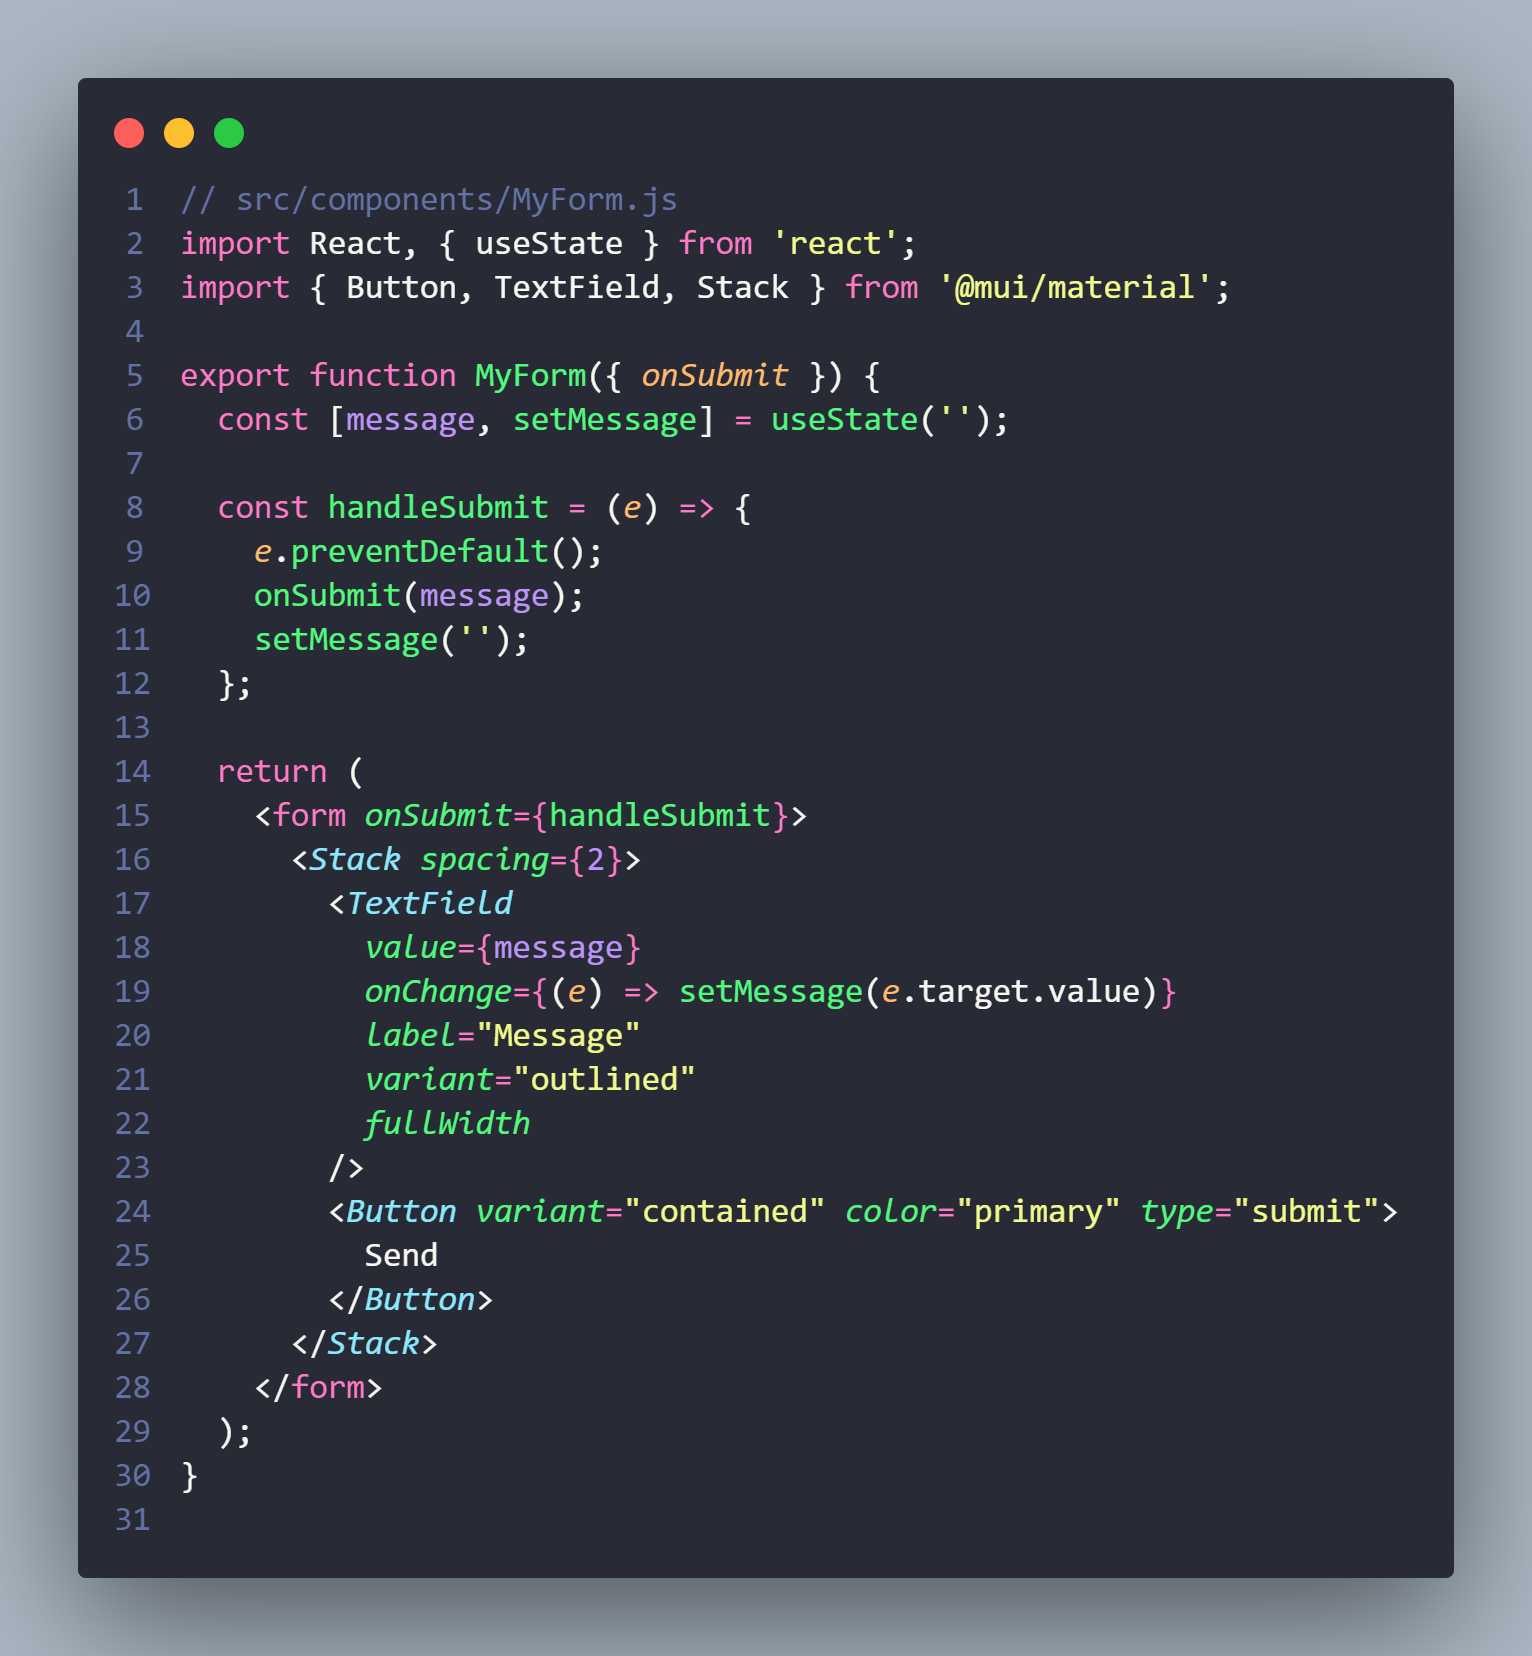 1 // src/components/MyForm.js
2 import React, { useState } from 'react';
3 import { Button, TextField, Stack } from '@mui/material';
4
5 export function MyForm({ onSubmit }) {
6   const [message, setMessage] = useState('');
7
8   const handleSubmit = (e) => {
9     e.preventDefault();
10     onSubmit(message);
11     setMessage('');
12   };
13
14   return (
15     <form onSubmit={handleSubmit}>
16       <Stack spacing={2}>
17         <TextField
18           value={message}
19           onChange={(e) => setMessage(e.target.value)}
20           label="Message"
21           variant="outlined"
22           fullWidth
23         />
24         <Button variant="contained" color="primary" type="submit">
25           Send
26         </Button>
27       </Stack>
28     </form>
29   );
30 }
31